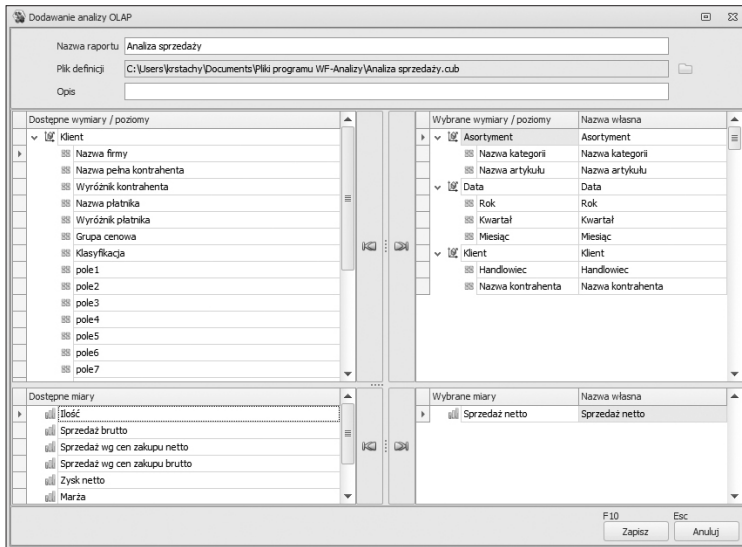 Dodawanie analizy OLAP
Nazwa raportu Analiza sprzedaży
Plik definicji C:\Users\krstachy\Documents\Pliki programu WF-Analizy\Analiza sprzedaży.cub
Opis
Dostępne wymiary / poziomy
Klient
Nazwa firmy
Nazwa pełna kontrahenta
Wyróżnik kontrahenta
Nazwa płatnika
Wyróżnik płatnika
Grupa cenowa
Klasyfikacja
pole1
pole2
pole3
pole4
pole5
pole6
pole7
Wybrane wymiary / poziomy Nazwa własna
Asortyment Asortyment
Nazwa kategorii Nazwa kategorii
Nazwa artykułu Nazwa artykułu
Data Data
Rok Rok
Kwartał Kwartał
Miesiąc Miesiąc
Klient Klient
Handlowiec Handlowiec
Nazwa kontrahenta Nazwa kontrahenta
Dostępne miary
Ilość
Sprzedaż brutto
Sprzedaż wg cen zakupu netto
Sprzedaż wg cen zakupu brutto
Zysk netto
Marża
Wybrane miary Nazwa własna
Sprzedaż netto Sprzedaż netto
F10 Esc
Zapisz Anuluj